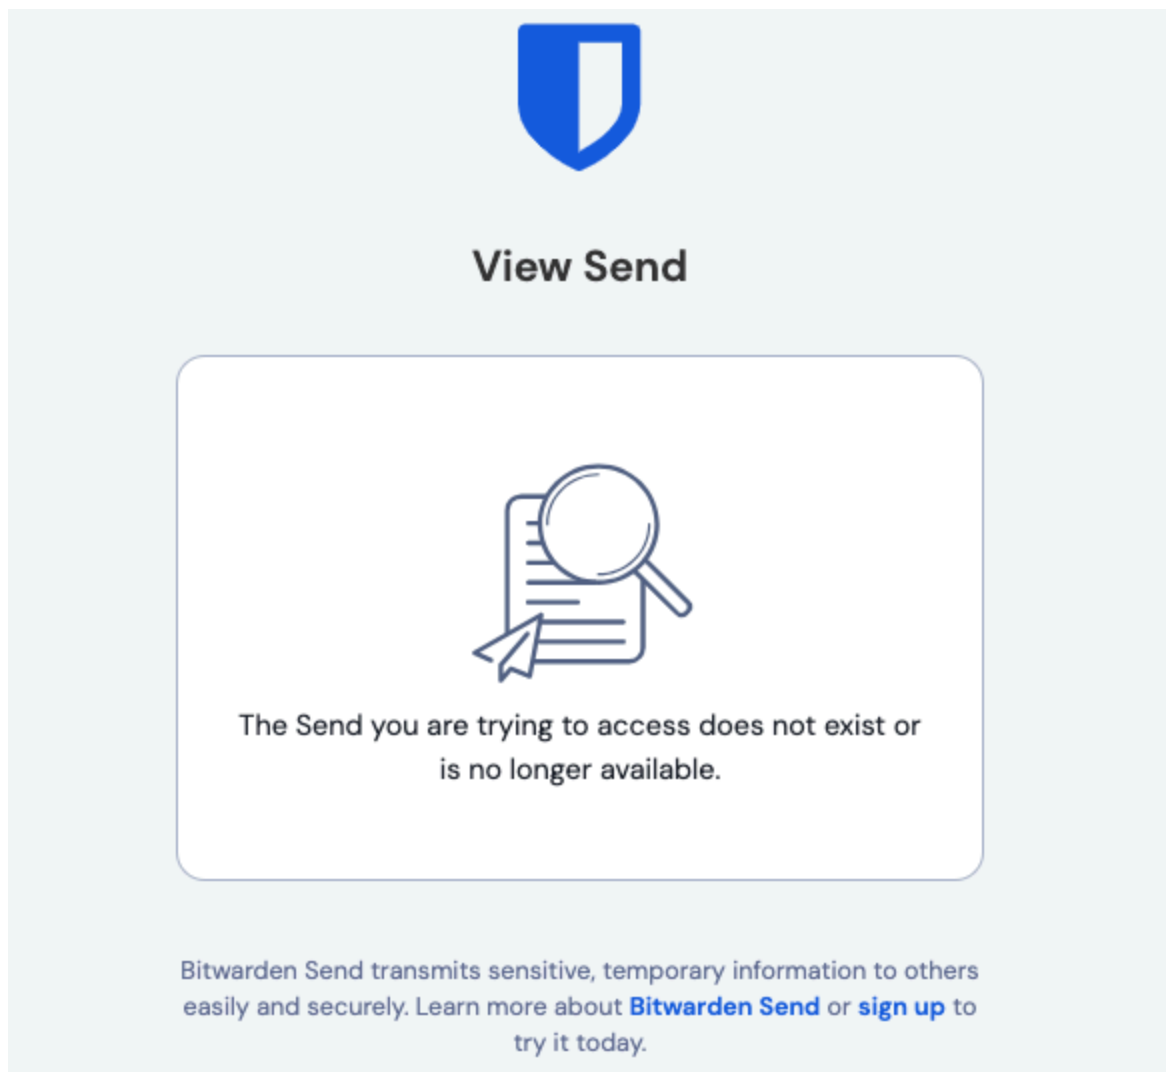 View Send
The Send you are trying to access does not exist or
is no longer available.
Bitwarden Send transmits sensitive, temporary information to others
easily and securely. Learn more about Bitwarden Send or sign up to
try it today.